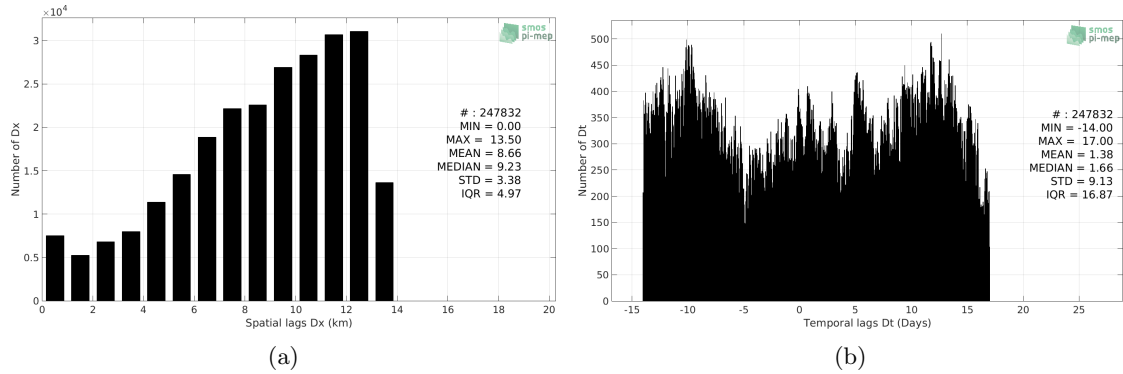 ×10⁴
3
2.5
2
1.5
1
0.5
0
0 2 4 6 8 10 12 14 16 18 20
Number of Dx
Spatial lags Dx (km)
smos
pi-mep
# : 247832
MIN = 0.00
MAX = 13.50
MEAN = 8.66
MEDIAN = 9.23
STD = 3.38
IQR = 4.97
(a)
500
450
400
350
300
250
200
150
100
50
0
-15 -10 -5 0 5 10 15 20 25
Number of Dt
Temporal lags Dt (Days)
smos
pi-mep
# : 247832
MIN = -14.00
MAX = 17.00
MEAN = 1.38
MEDIAN = 1.66
STD = 9.13
IQR = 16.87
(b)